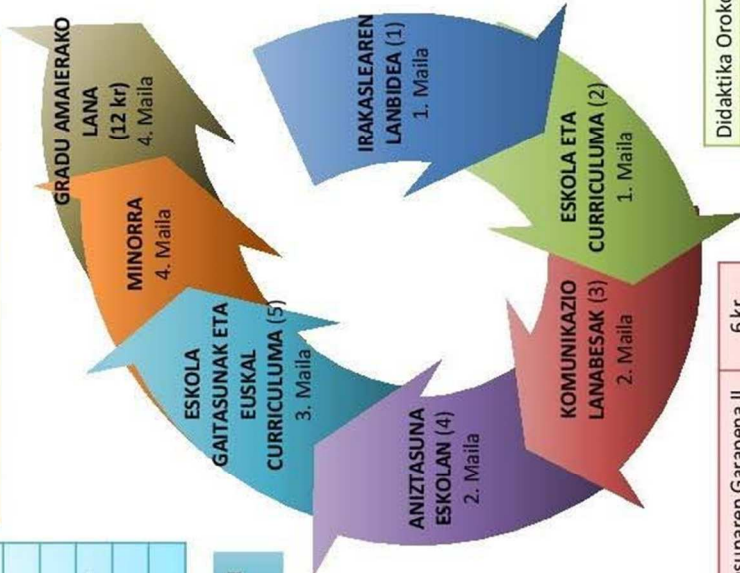 IRAKASLEAREN
LANBIDEA (1)
1. Maila
ESKOLA ETA
CURRICULUMA (2)
1. Maila
KOMUNIKAZIO
LANABESAK (3)
2. Maila
ANIZTASUNA
ESKOLAN (4)
2. Maila
ESKOLA
GAITASUNAK ETA
EUSKAL
CURRICULUMA (5)
3. Maila
MINORRA
4. Maila
GRADU AMAIERAKO
LANA
(12 kr)
4. Maila
Didaktika
Garapena II
6 kr